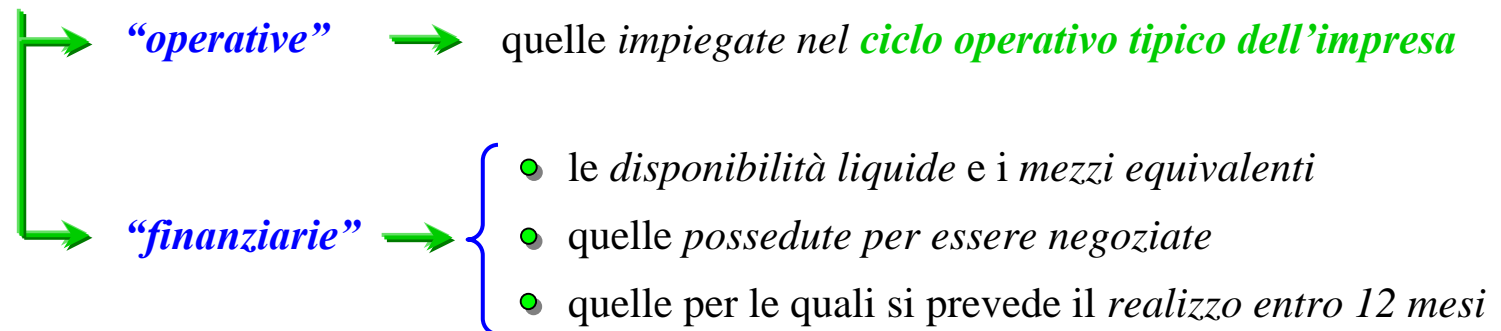 “operative” quelle impiegate nel ciclo operativo tipico dell’impresa
le disponibilità liquide e i mezzi equivalenti
“finanziarie” quelle possedute per essere negoziate
quelle per le quali si prevede il realizzo entro 12 mesi